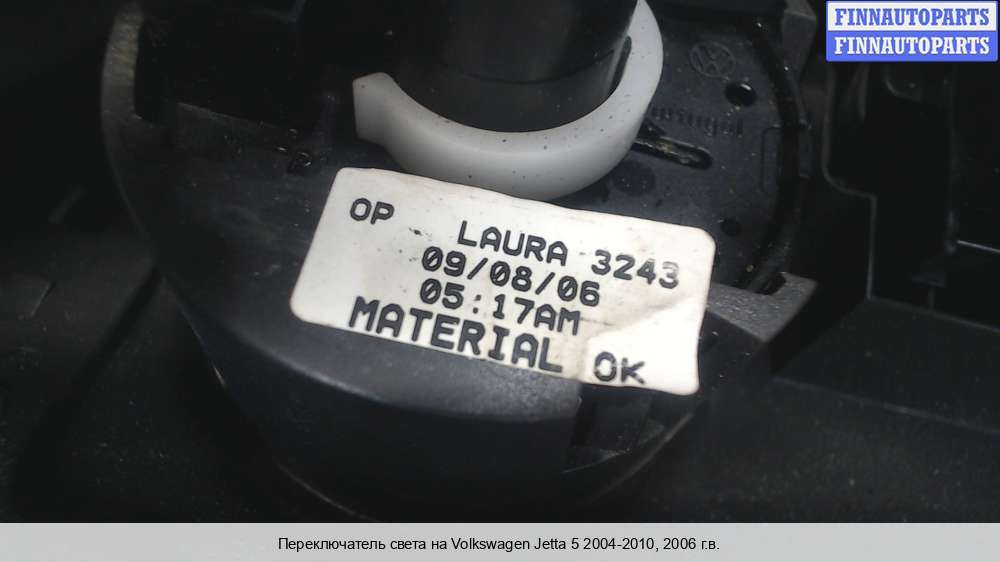 FINNAUTOPARTS
FINNAUTOPARTS
OP LAURA 3243
09/08/06
05:17AM
MATERIAL OK
Переключатель света на Volkswagen Jetta 5 2004-2010, 2006 г.в.